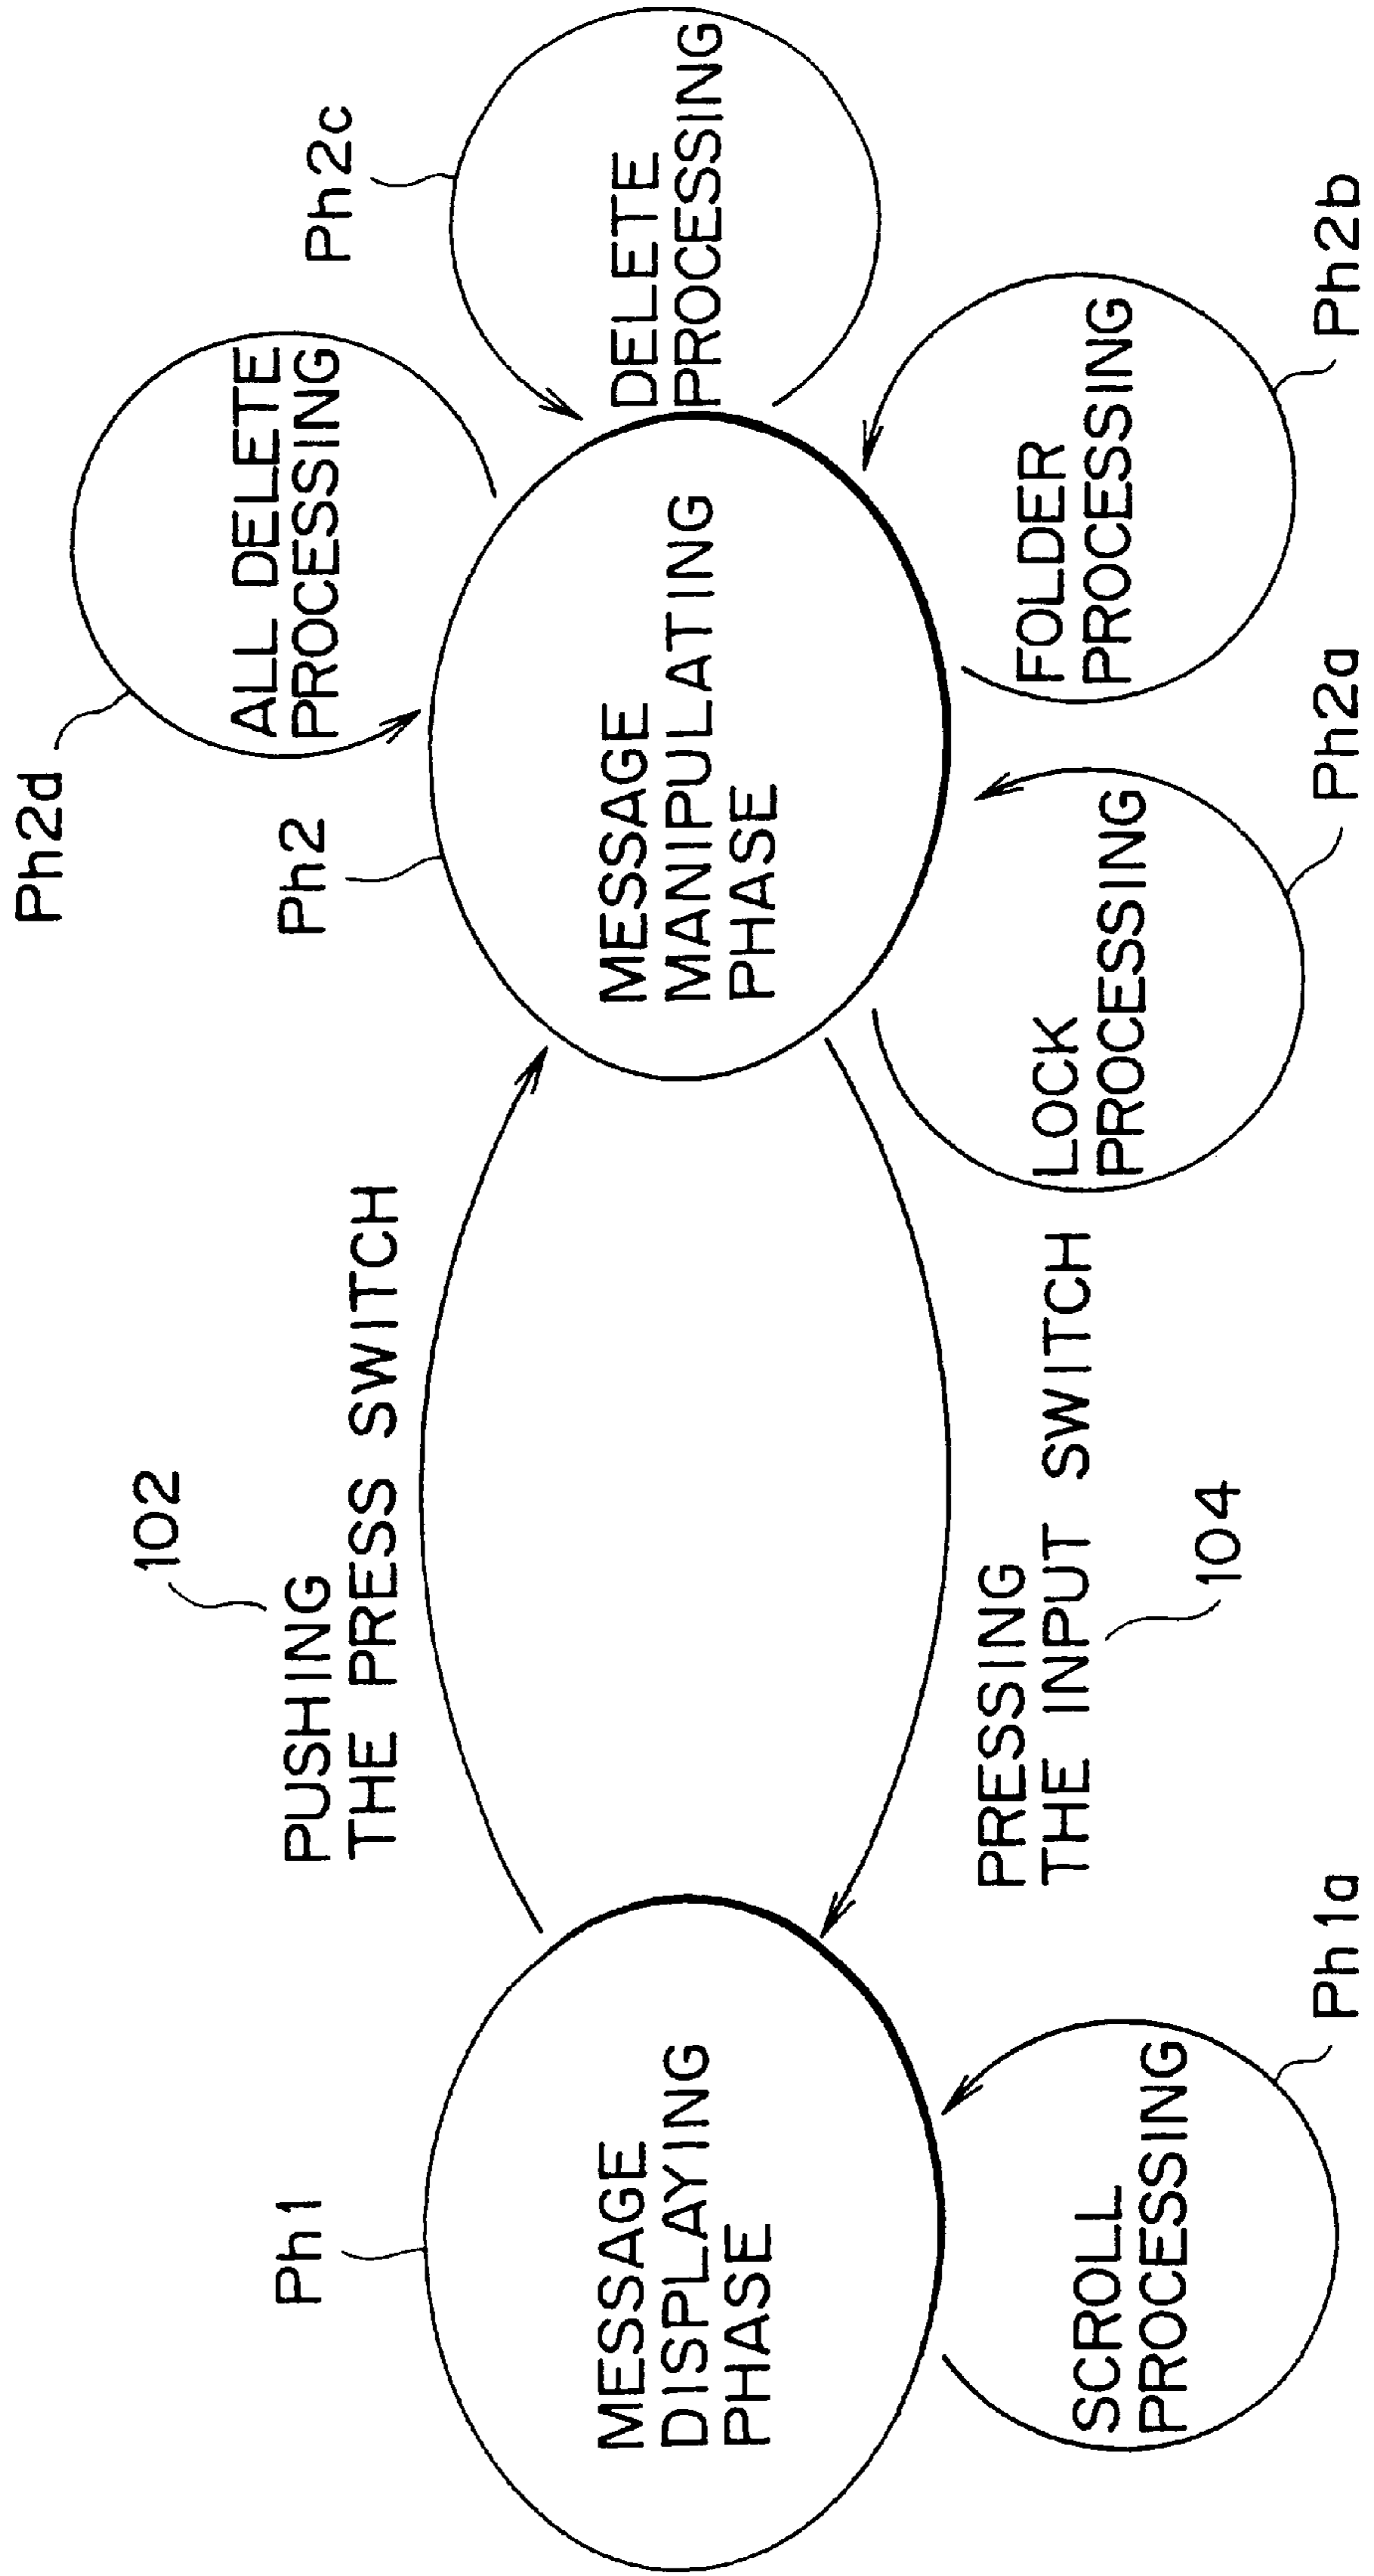 Ph2d
Ph2
Ph2c
ALL DELETE
PROCESSING
DELETE
PROCESSING
102
PUSHING
THE PRESS SWITCH
Ph1
MESSAGE
DISPLAYING
PHASE
MESSAGE
MANIPULATING
PHASE
PRESSING
THE INPUT SWITCH
104
SCROLL
PROCESSING
Ph1a
LOCK
PROCESSING
Ph2a
FOLDER
PROCESSING
Ph2b